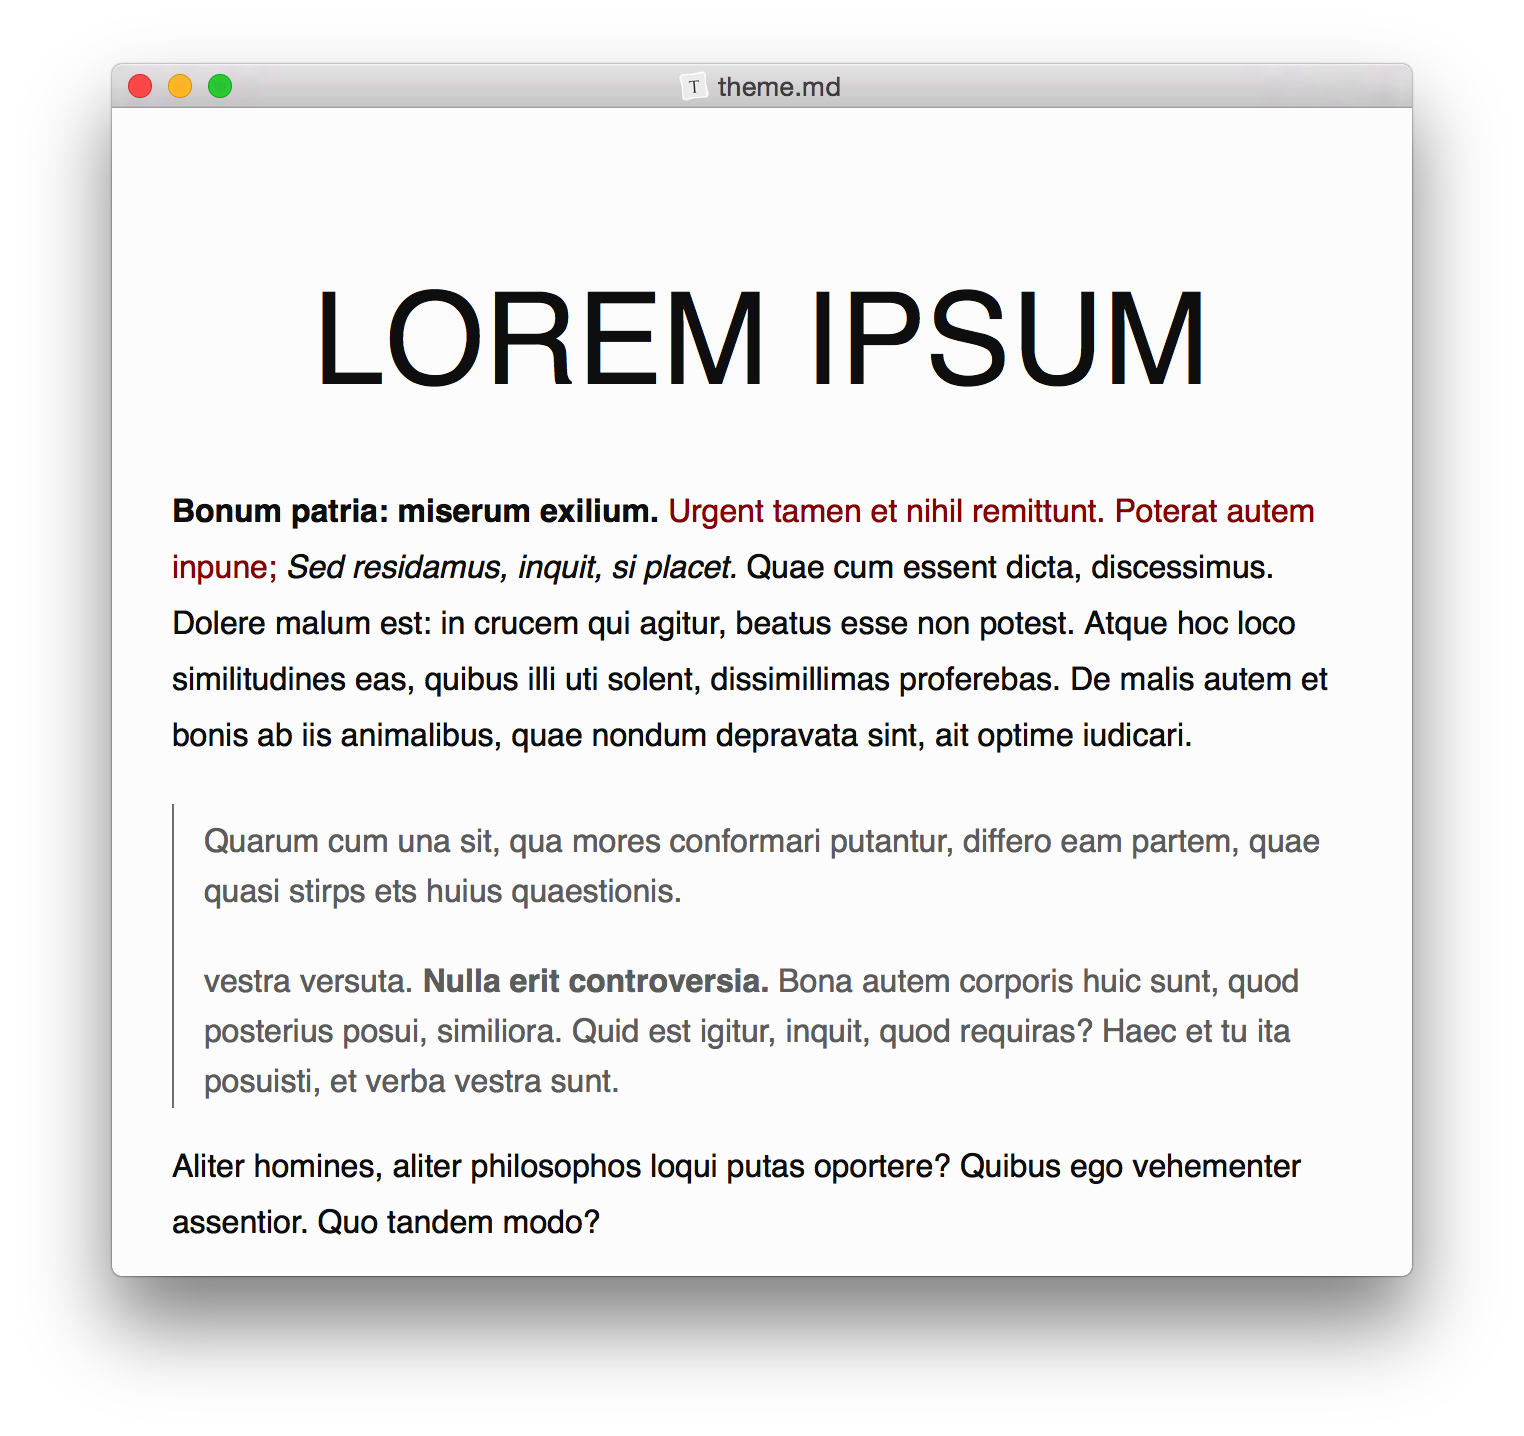 T theme.md
LOREM IPSUM
Bonum patria: miserum exilium. Urgent tamen et nihil remittunt. Poterat autem
inpune; Sed residamus, inquit, si placet. Quae cum essent dicta, discessimus.
Dolere malum est: in crucem qui agitur, beatus esse non potest. Atque hoc loco
similitudines eas, quibus illi uti solent, dissimillimas proferebas. De malis autem et
bonis ab iis animalibus, quae nondum depravata sint, ait optime iudicari.
Quarum cum una sit, qua mores conformari putantur, differo eam partem, quae
quasi stirps ets huius quaestionis.
vestra versuta. Nulla erit controversia. Bona autem corporis huic sunt, quod
posterius posui, similiora. Quid est igitur, inquit, quod requiras? Haec et tu ita
posuisti, et verba vestra sunt.
Aliter homines, aliter philosophos loqui putas oportere? Quibus ego vehementer
assentior. Quo tandem modo?